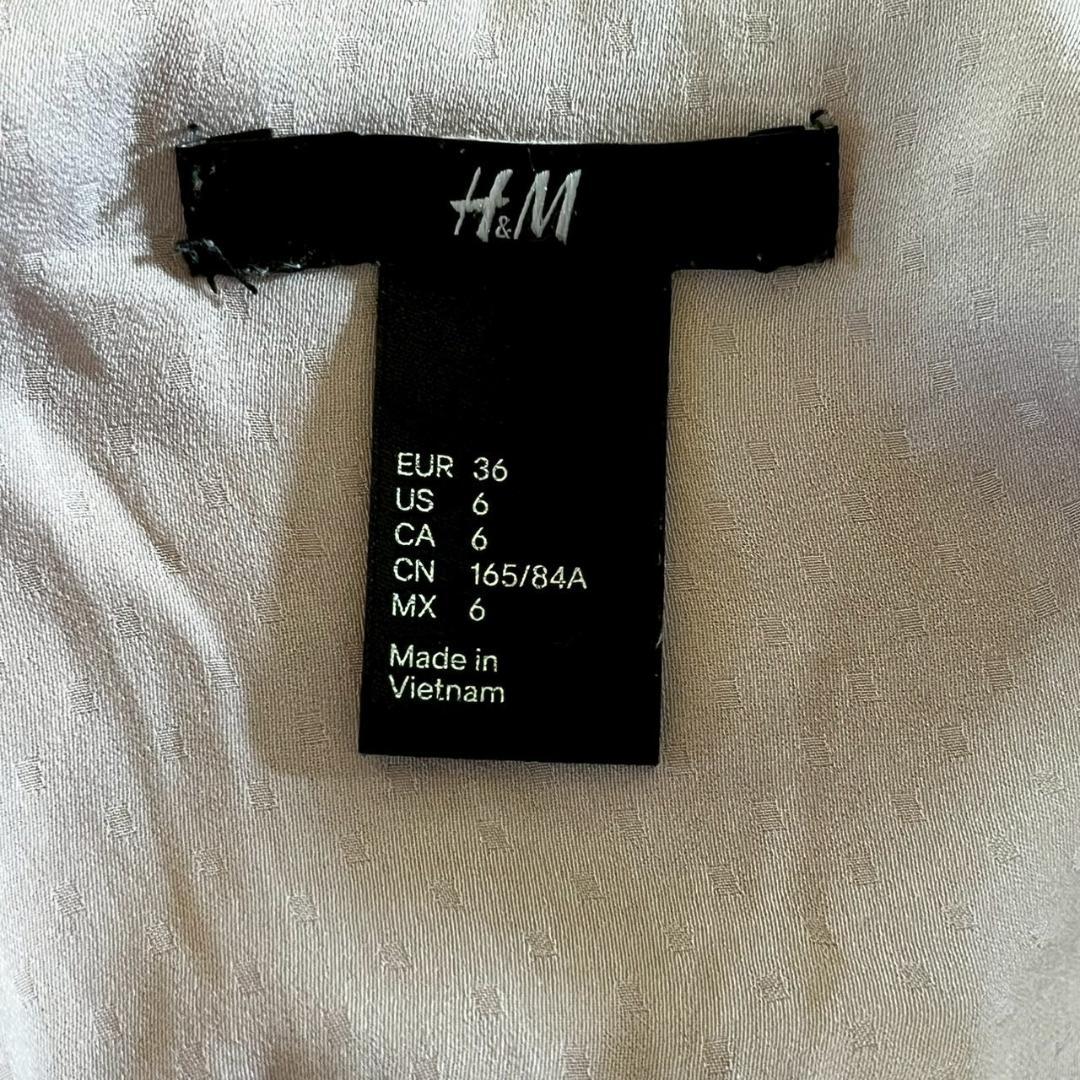 H&M
EUR 36
US 6
CA 6
CN 165/84A
MX 6
Made in
Vietnam